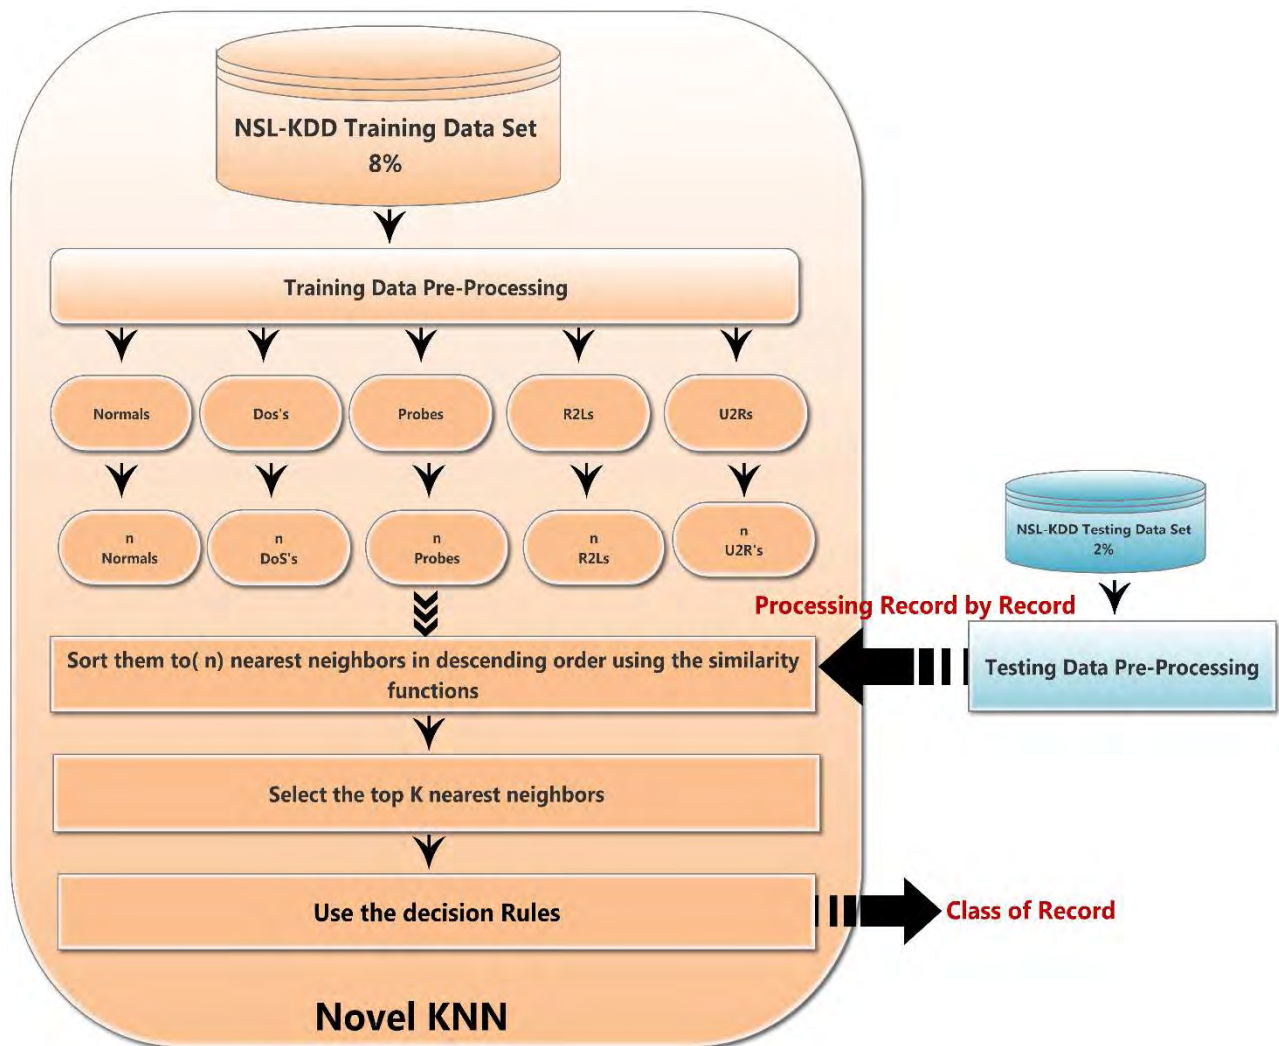 NSL-KDD Training Data Set
8%
Training Data Pre-Processing
Normals
Dos's
Probes
R2Ls
U2Rs
n
Normals
n
DoS's
n
Probes
n
R2Ls
n
U2R's
NSL-KDD Testing Data Set
2%
Processing Record by Record
Testing Data Pre-Processing
Sort them to( n) nearest neighbors in descending order using the similarity
functions
Select the top K nearest neighbors
Use the decision Rules
Class of Record
Novel KNN